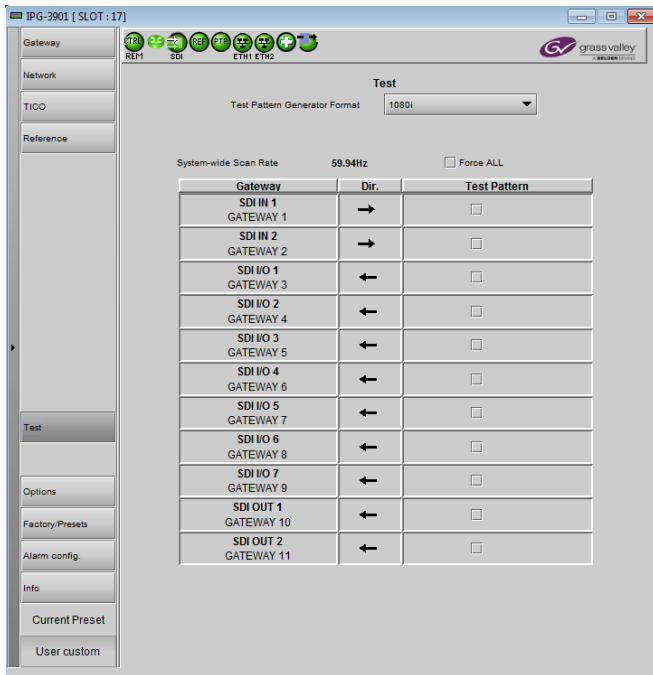 IPG-3901 [ SLOT : 17]
Gateway
Network
TICO
Reference
Test
Options
Factory/Presets
Alarm config.
Info
Current Preset
User custom
CTRL
REM
SDI
REF
PTP
ETH1 ETH2
GV grass valley
A BELDEN BRAND
Test
Test Pattern Generator Format 1080i
System-wide Scan Rate 59.94Hz Force ALL
Gateway Dir. Test Pattern
SDI IN 1
GATEWAY 1
SDI IN 2
GATEWAY 2
SDI I/O 1
GATEWAY 3
SDI I/O 2
GATEWAY 4
SDI I/O 3
GATEWAY 5
SDI I/O 4
GATEWAY 6
SDI I/O 5
GATEWAY 7
SDI I/O 6
GATEWAY 8
SDI I/O 7
GATEWAY 9
SDI OUT 1
GATEWAY 10
SDI OUT 2
GATEWAY 11